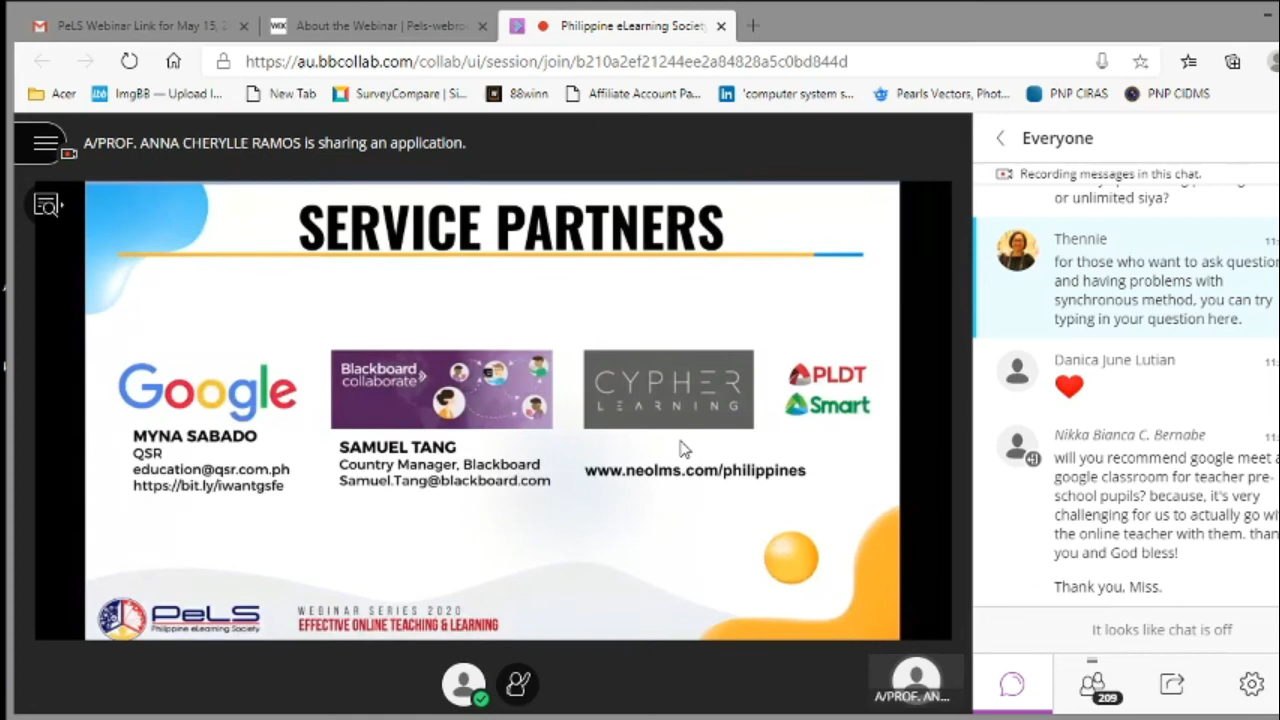 PeLS Webinar Link for May 15, 2
WIX About the Webinar | Pels-webro
Philippine eLearning Society
https://au.bbcollab.com/collab/ui/session/join/b210a2ef21244ee2a84828a5c0bd844d
Acer
ibb ImgBB — Upload I...
New Tab
SurveyCompare | Si...
88winn
Affiliate Account Pa...
in 'computer system s...
Pearls Vectors, Phot...
PNP CIRAS
PNP CIDMS
A/PROF. ANNA CHERYLLE RAMOS is sharing an application.
SERVICE PARTNERS
Google
MYNA SABADO
QSR
education@qsr.com.ph
https://bit.ly/iwantgsfe
Blackboard
collaborate
SAMUEL TANG
Country Manager, Blackboard
Samuel.Tang@blackboard.com
CYPHER
LEARNING
www.neolms.com/philippines
PLDT
Smart
PeLS
Philippine eLearning Society
WEBINAR SERIES 2020
EFFECTIVE ONLINE TEACHING & LEARNING
A/PROF. AN...
Everyone
Recording messages in this chat.
or unlimited siya?
Thennie
11:
for those who want to ask question
and having problems with
synchronous method, you can try
typing in your question here.
Danica June Lutian
11:
Nikka Bianca C. Bernabe
11:
will you recommend google meet a
google classroom for teacher pre-
school pupils? because, it's very
challenging for us to actually go wi
the online teacher with them. than
you and God bless!
Thank you, Miss.
It looks like chat is off
209